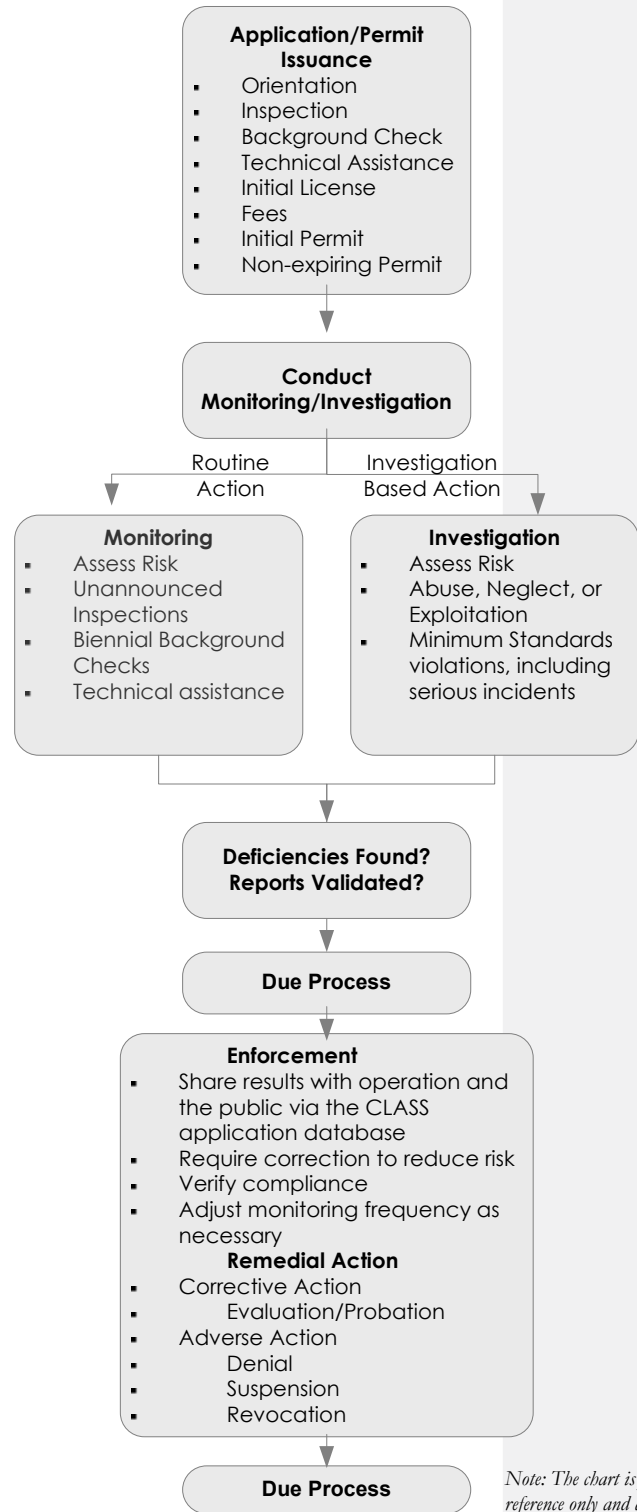 Application/Permit
Issuance
▪ Orientation
▪ Inspection
▪ Background Check
▪ Technical Assistance
▪ Initial License
▪ Fees
▪ Initial Permit
▪ Non-expiring Permit
Conduct
Monitoring/Investigation
Routine
Action
Investigation
Based Action
Monitoring
▪ Assess Risk
▪ Unannounced
Inspections
▪ Biennial Background
Checks
▪ Technical assistance
Investigation
▪ Assess Risk
▪ Abuse, Neglect, or
Exploitation
▪ Minimum Standards
violations, including
serious incidents
Deficiencies Found?
Reports Validated?
Due Process
Enforcement
▪ Share results with operation and
the public via the CLASS
application database
▪ Require correction to reduce risk
▪ Verify compliance
▪ Adjust monitoring frequency as
necessary
Remedial Action
▪ Corrective Action
▪ Evaluation/Probation
▪ Adverse Action
▪ Denial
▪ Suspension
▪ Revocation
Due Process
Note: The chart is
reference only and